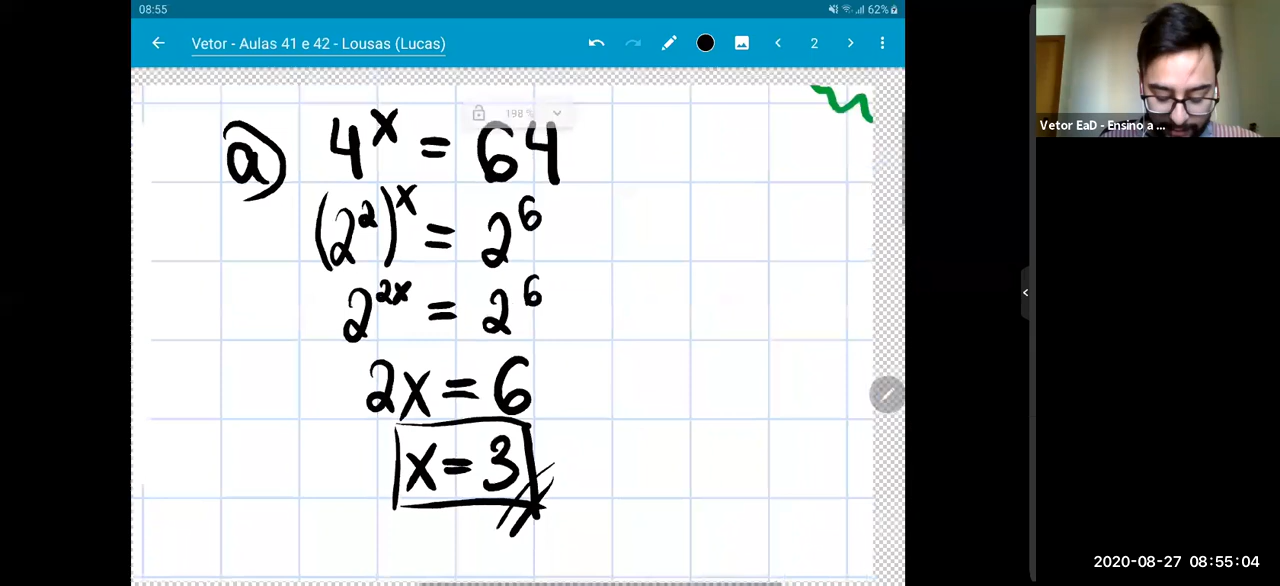 08:55
62%
Vetor - Aulas 41 e 42 - Lousas (Lucas)
2
198 %
Vetor EaD - Ensino a ...
a) 4^x = 64
(2^2)^x = 2^6
2^2x = 2^6
2x = 6
x = 3
2020-08-27 08:55:04